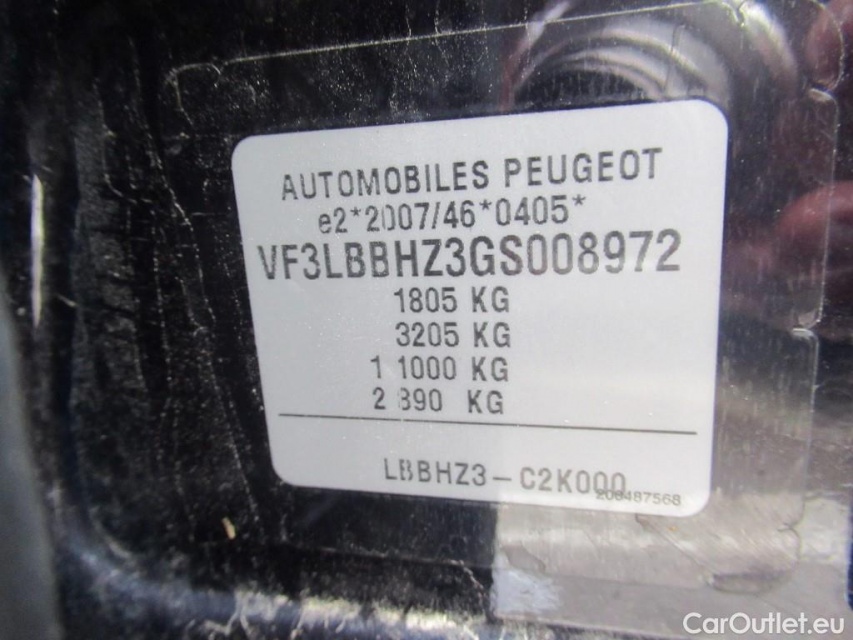 AUTOMOBILES PEUGEOT
e2*2007/46*0405*
VF3LBBHZ3GS008972
1805 KG
3205 KG
1 1000 KG
2 890 KG
LBBHZ3-C2K000
208487568
CarOutlet.eu